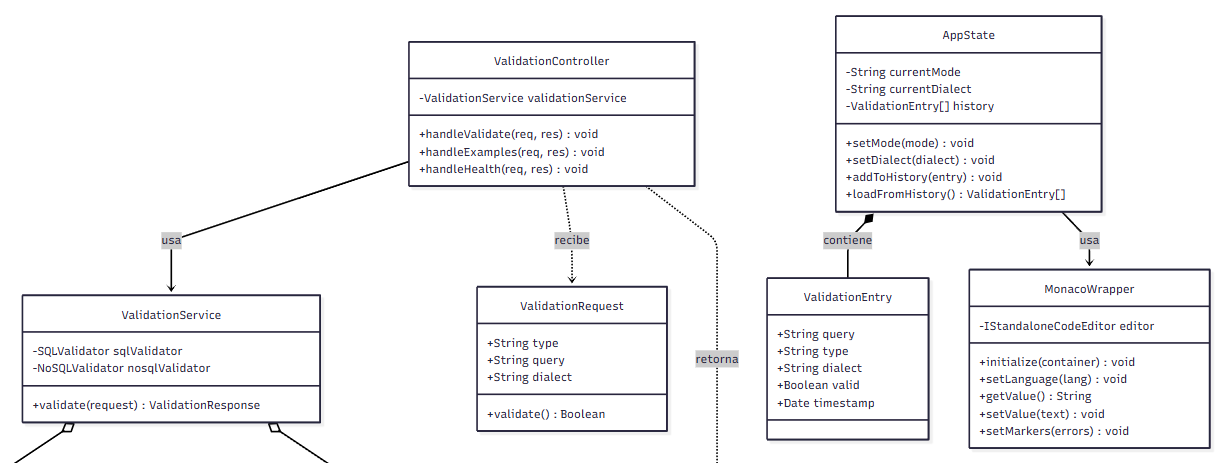 ValidationController
-ValidationService validationService
+handleValidate(req, res) : void
+handleExamples(req, res) : void
+handleHealth(req, res) : void
AppState
-String currentMode
-String currentDialect
-ValidationEntry[] history
+setMode(mode) : void
+setDialect(dialect) : void
+addToHistory(entry) : void
+loadFromHistory() : ValidationEntry[]
usa
recibe
contiene
usa
ValidationService
-SQLValidator sqlValidator
-NoSQLValidator nosqlValidator
+validate(request) : ValidationResponse
ValidationRequest
+String type
+String query
+String dialect
+validate() : Boolean
retorna
ValidationEntry
+String query
+String type
+String dialect
+Boolean valid
+Date timestamp
MonacoWrapper
-IStandaloneCodeEditor editor
+initialize(container) : void
+setLanguage(lang) : void
+getValue() : String
+setValue(text) : void
+setMarkers(errors) : void